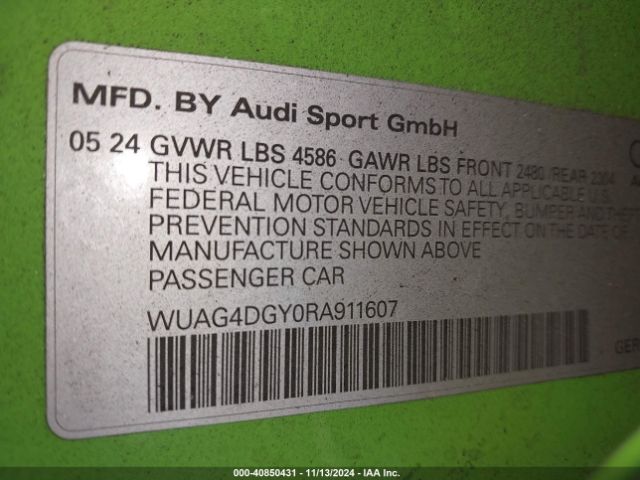 MFD. BY Audi Sport GmbH
05 24 GVWR LBS 4586 GAWR LBS FRONT 2480 /REAR 2304
THIS VEHICLE CONFORMS TO ALL APPLICABLE U.S.
FEDERAL MOTOR VEHICLE SAFETY, BUMPER AND THE
PREVENTION STANDARDS IN EFFECT ON THE DATE OF
MANUFACTURE SHOWN ABOVE
PASSENGER CAR
WUAG4DGY0RA911607
000-40850431 - 11/13/2024 - IAA Inc.